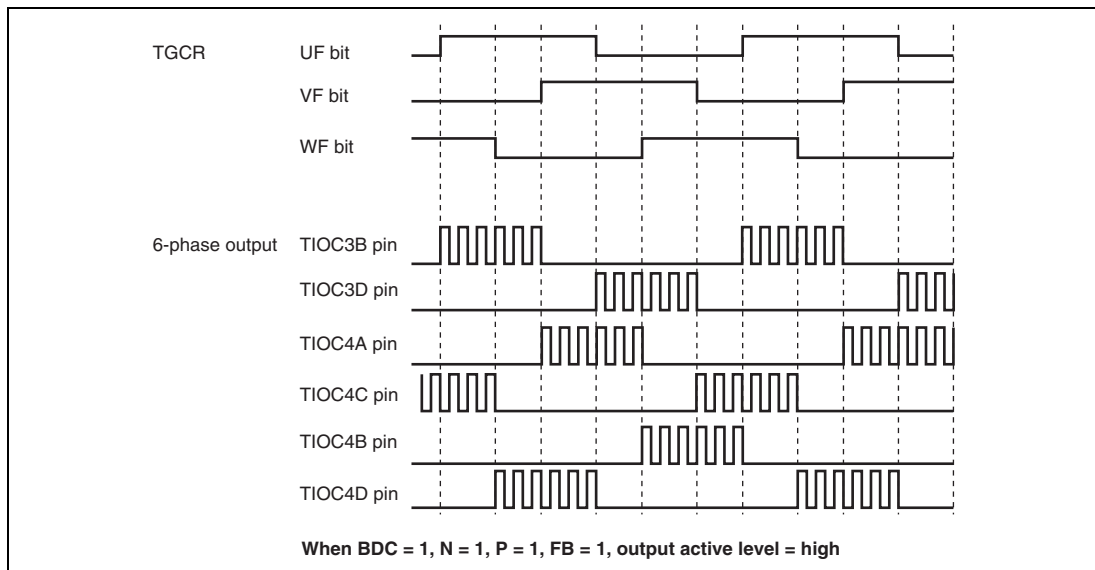 TGCR UF bit
VF bit
WF bit
6-phase output TIOC3B pin
TIOC3D pin
TIOC4A pin
TIOC4C pin
TIOC4B pin
TIOC4D pin
When BDC = 1, N = 1, P = 1, FB = 1, output active level = high